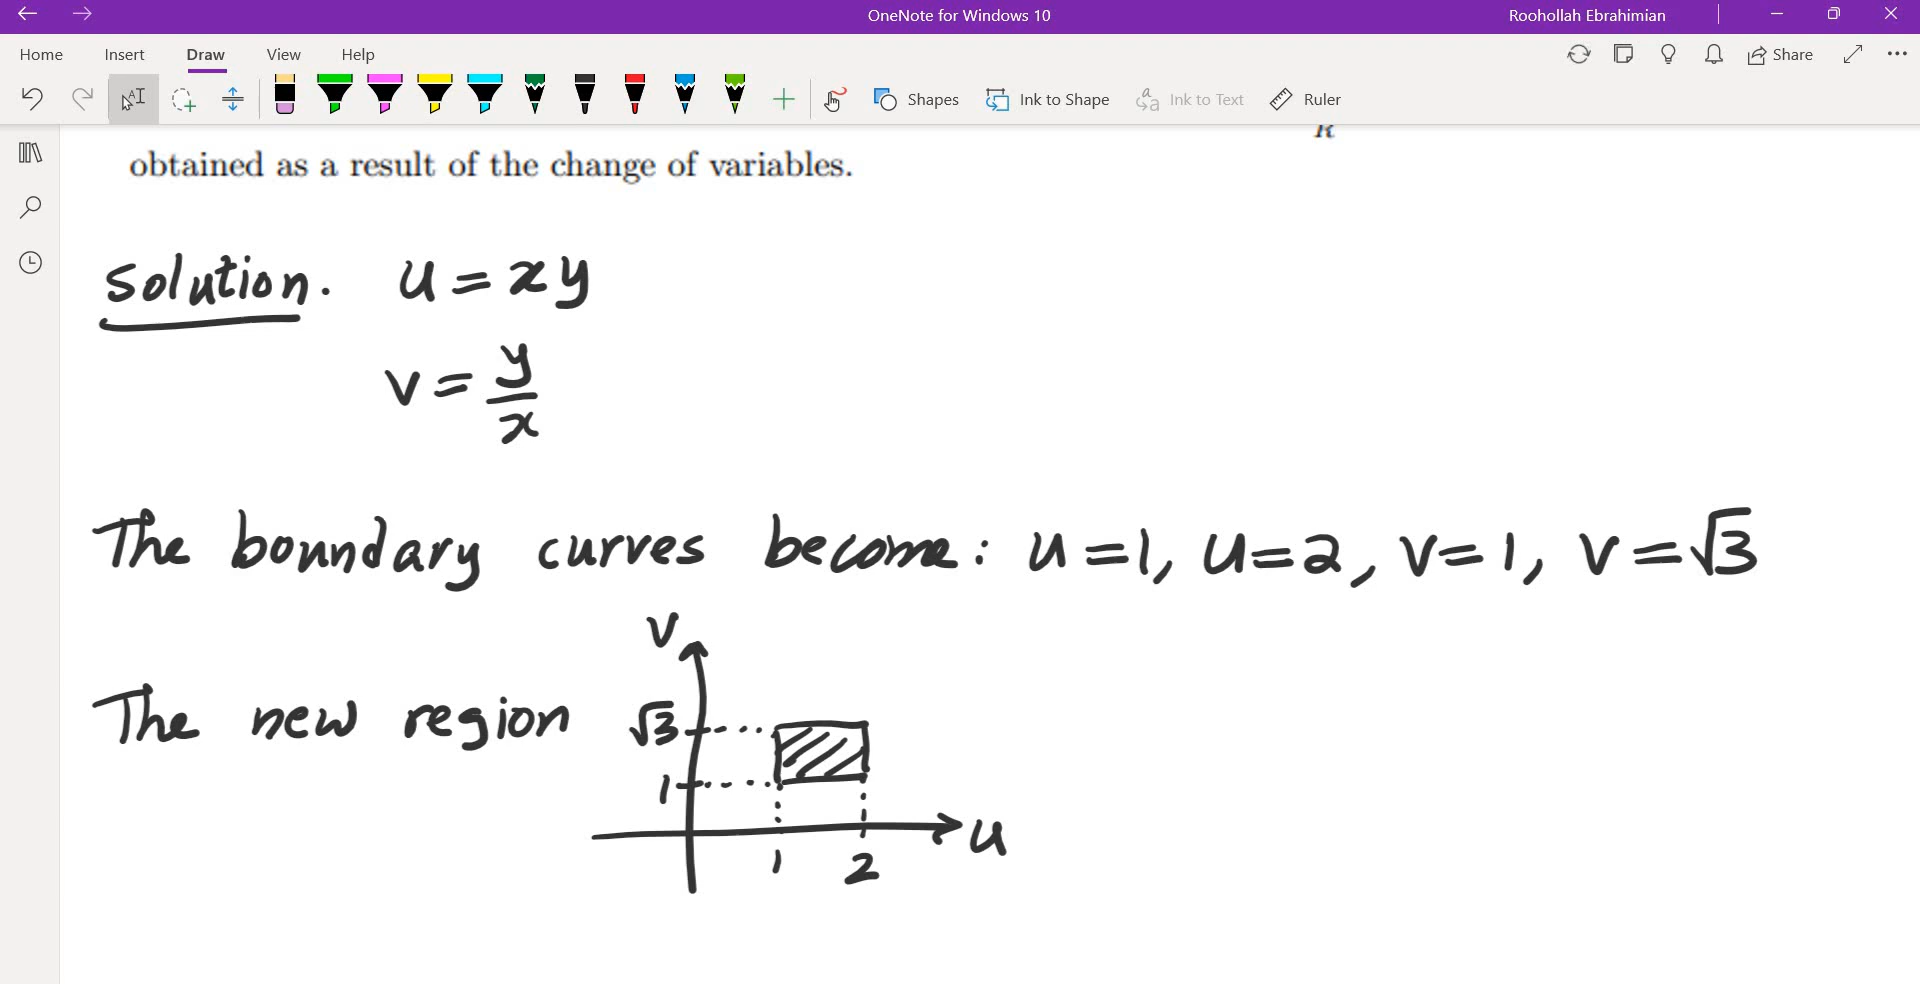 OneNote for Windows 10
Roohollah Ebrahimian
Home Insert Draw View Help
Share
Shapes Ink to Shape Ink to Text Ruler
R
obtained as a result of the change of variables.
Solution. u = xy
v = y/x
The boundary curves become: u=1, u=2, v=1, v=√3
v
The new region √3
1
u
1 2